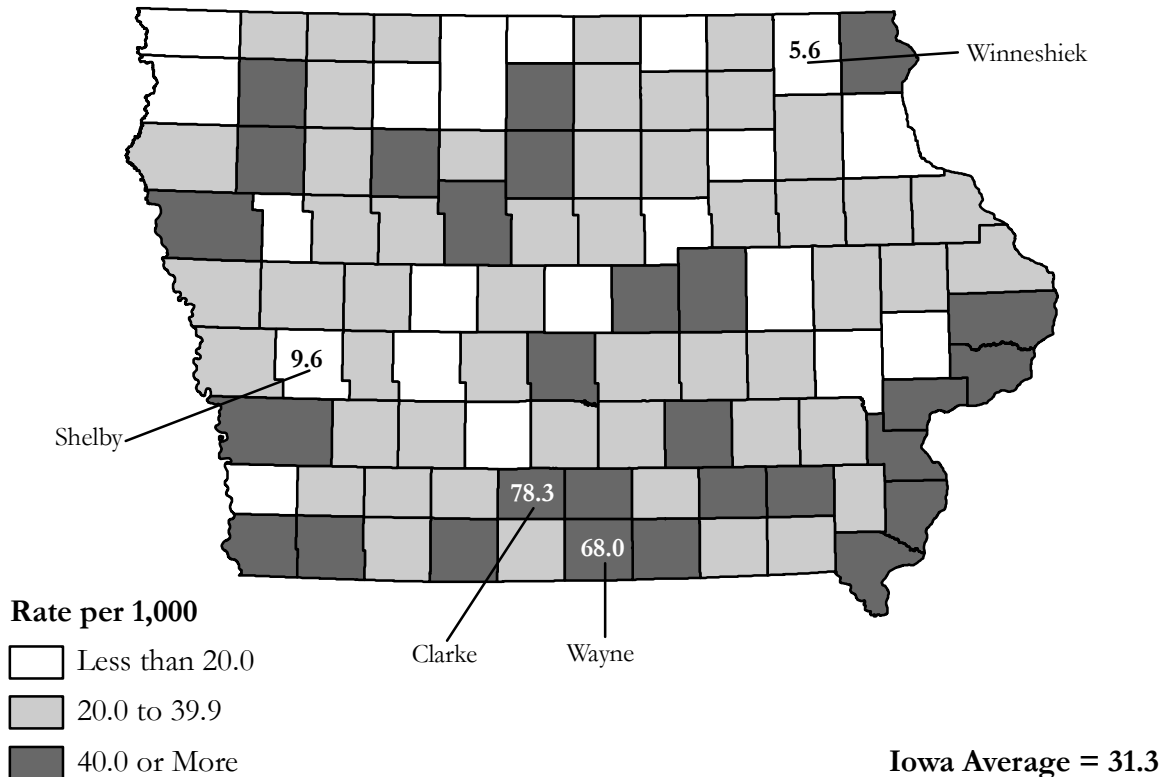 5.6
Winneshiek
9.6
Shelby
78.3
68.0
Clarke
Wayne
Rate per 1,000
Less than 20.0
20.0 to 39.9
40.0 or More
Iowa Average = 31.3